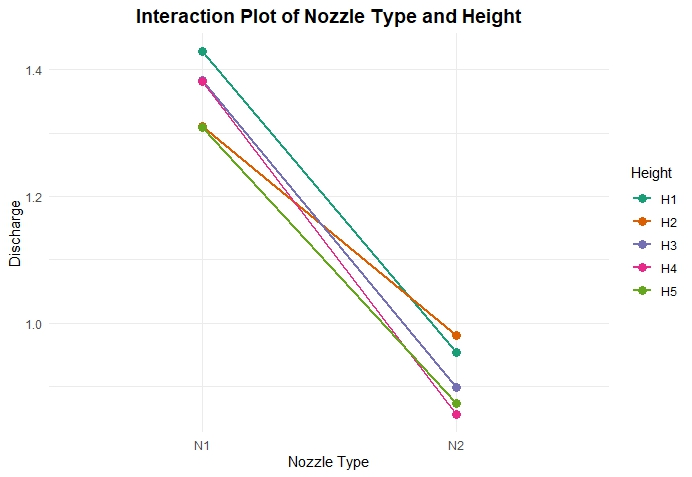 Interaction Plot of Nozzle Type and Height
1.4
1.2
1.0
Discharge
N1
N2
Nozzle Type
Height
H1
H2
H3
H4
H5